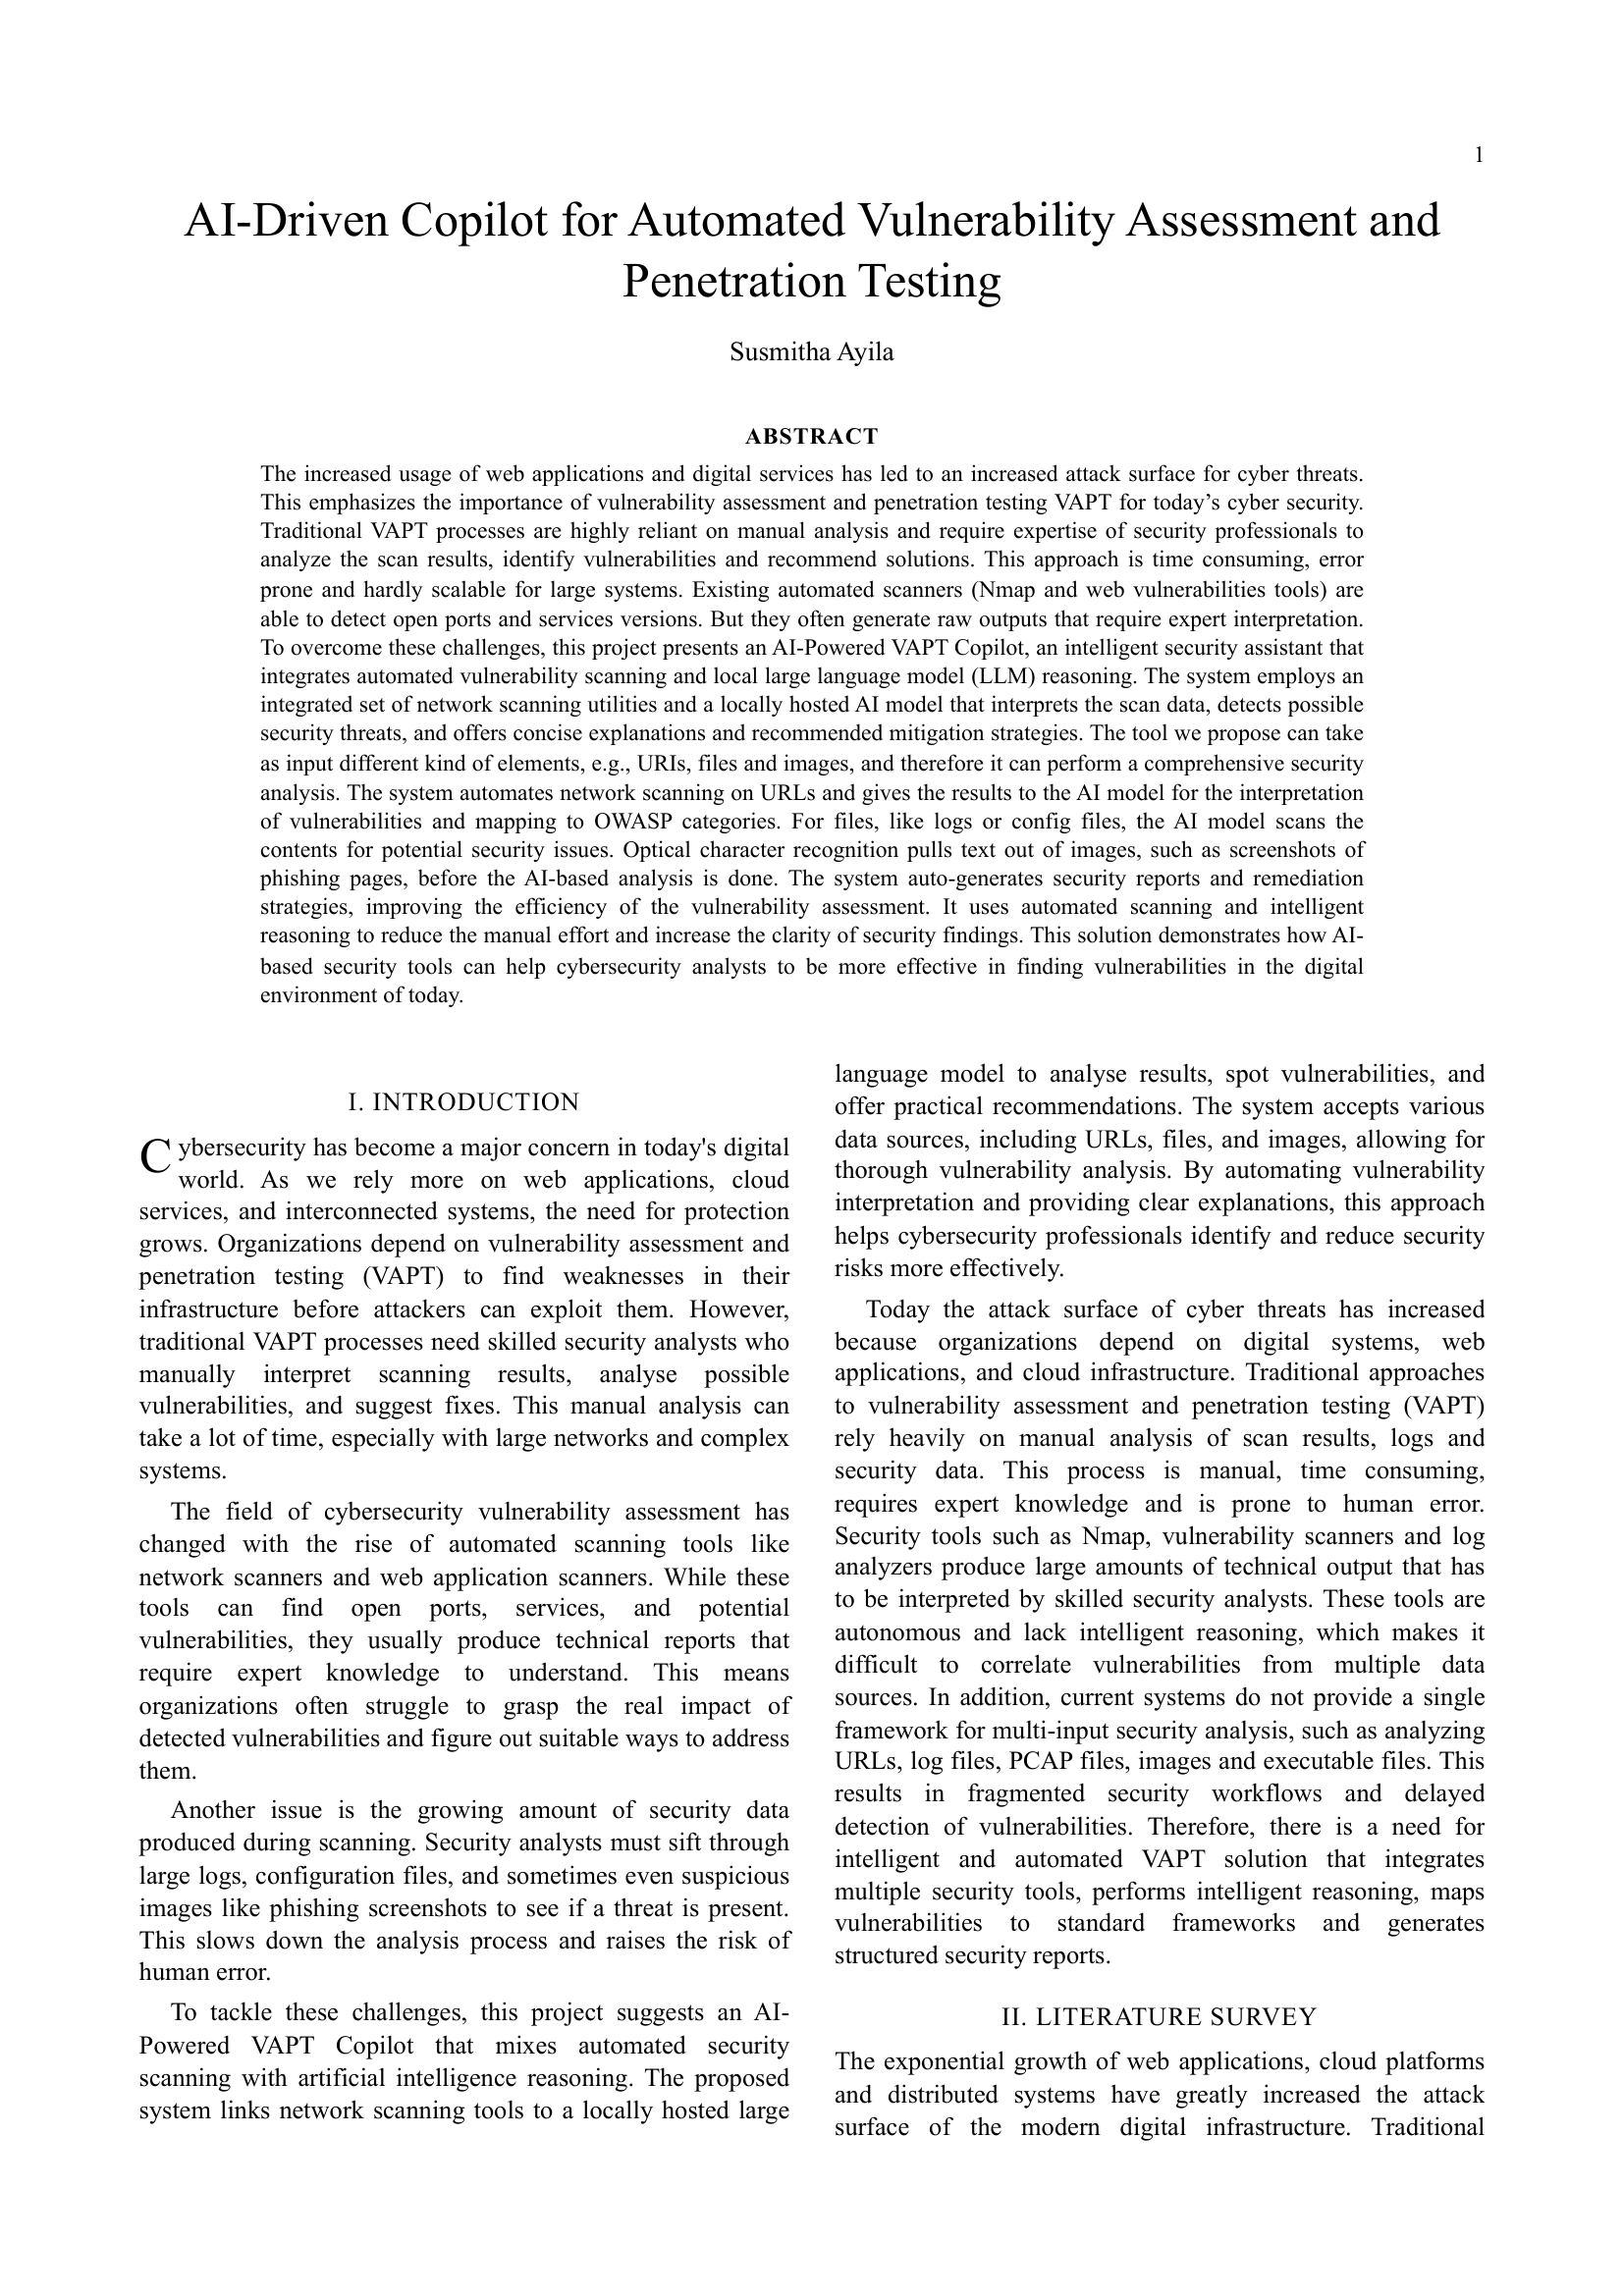 1
AI-Driven Copilot for Automated Vulnerability Assessment and
Penetration Testing
Susmitha Ayila
ABSTRACT
The increased usage of web applications and digital services has led to an increased attack surface for cyber threats.
This emphasizes the importance of vulnerability assessment and penetration testing VAPT for today’s cyber security.
Traditional VAPT processes are highly reliant on manual analysis and require expertise of security professionals to
analyze the scan results, identify vulnerabilities and recommend solutions. This approach is time consuming, error
prone and hardly scalable for large systems. Existing automated scanners (Nmap and web vulnerabilities tools) are
able to detect open ports and services versions. But they often generate raw outputs that require expert interpretation.
To overcome these challenges, this project presents an AI-Powered VAPT Copilot, an intelligent security assistant that
integrates automated vulnerability scanning and local large language model (LLM) reasoning. The system employs an
integrated set of network scanning utilities and a locally hosted AI model that interprets the scan data, detects possible
security threats, and offers concise explanations and recommended mitigation strategies. The tool we propose can take
as input different kind of elements, e.g., URIs, files and images, and therefore it can perform a comprehensive security
analysis. The system automates network scanning on URLs and gives the results to the AI model for the interpretation
of vulnerabilities and mapping to OWASP categories. For files, like logs or config files, the AI model scans the
contents for potential security issues. Optical character recognition pulls text out of images, such as screenshots of
phishing pages, before the AI-based analysis is done. The system auto-generates security reports and remediation
strategies, improving the efficiency of the vulnerability assessment. It uses automated scanning and intelligent
reasoning to reduce the manual effort and increase the clarity of security findings. This solution demonstrates how AI-
based security tools can help cybersecurity analysts to be more effective in finding vulnerabilities in the digital
environment of today.
I. INTRODUCTION
Cybersecurity has become a major concern in today's digital
world. As we rely more on web applications, cloud
services, and interconnected systems, the need for protection
grows. Organizations depend on vulnerability assessment and
penetration testing (VAPT) to find weaknesses in their
infrastructure before attackers can exploit them. However,
traditional VAPT processes need skilled security analysts who
manually interpret scanning results, analyse possible
vulnerabilities, and suggest fixes. This manual analysis can
take a lot of time, especially with large networks and complex
systems.
The field of cybersecurity vulnerability assessment has
changed with the rise of automated scanning tools like
network scanners and web application scanners. While these
tools can find open ports, services, and potential
vulnerabilities, they usually produce technical reports that
require expert knowledge to understand. This means
organizations often struggle to grasp the real impact of
detected vulnerabilities and figure out suitable ways to address
them.
Another issue is the growing amount of security data
produced during scanning. Security analysts must sift through
large logs, configuration files, and sometimes even suspicious
images like phishing screenshots to see if a threat is present.
This slows down the analysis process and raises the risk of
human error.
To tackle these challenges, this project suggests an AI-
Powered VAPT Copilot that mixes automated security
scanning with artificial intelligence reasoning. The proposed
system links network scanning tools to a locally hosted large
language model to analyse results, spot vulnerabilities, and
offer practical recommendations. The system accepts various
data sources, including URLs, files, and images, allowing for
thorough vulnerability analysis. By automating vulnerability
interpretation and providing clear explanations, this approach
helps cybersecurity professionals identify and reduce security
risks more effectively.
Today the attack surface of cyber threats has increased
because organizations depend on digital systems, web
applications, and cloud infrastructure. Traditional approaches
to vulnerability assessment and penetration testing (VAPT)
rely heavily on manual analysis of scan results, logs and
security data. This process is manual, time consuming,
requires expert knowledge and is prone to human error.
Security tools such as Nmap, vulnerability scanners and log
analyzers produce large amounts of technical output that has
to be interpreted by skilled security analysts. These tools are
autonomous and lack intelligent reasoning, which makes it
difficult to correlate vulnerabilities from multiple data
sources. In addition, current systems do not provide a single
framework for multi-input security analysis, such as analyzing
URLs, log files, PCAP files, images and executable files. This
results in fragmented security workflows and delayed
detection of vulnerabilities. Therefore, there is a need for
intelligent and automated VAPT solution that integrates
multiple security tools, performs intelligent reasoning, maps
vulnerabilities to standard frameworks and generates
structured security reports.
II. LITERATURE SURVEY
The exponential growth of web applications, cloud platforms
and distributed systems have greatly increased the attack
surface of the modern digital infrastructure. Traditional